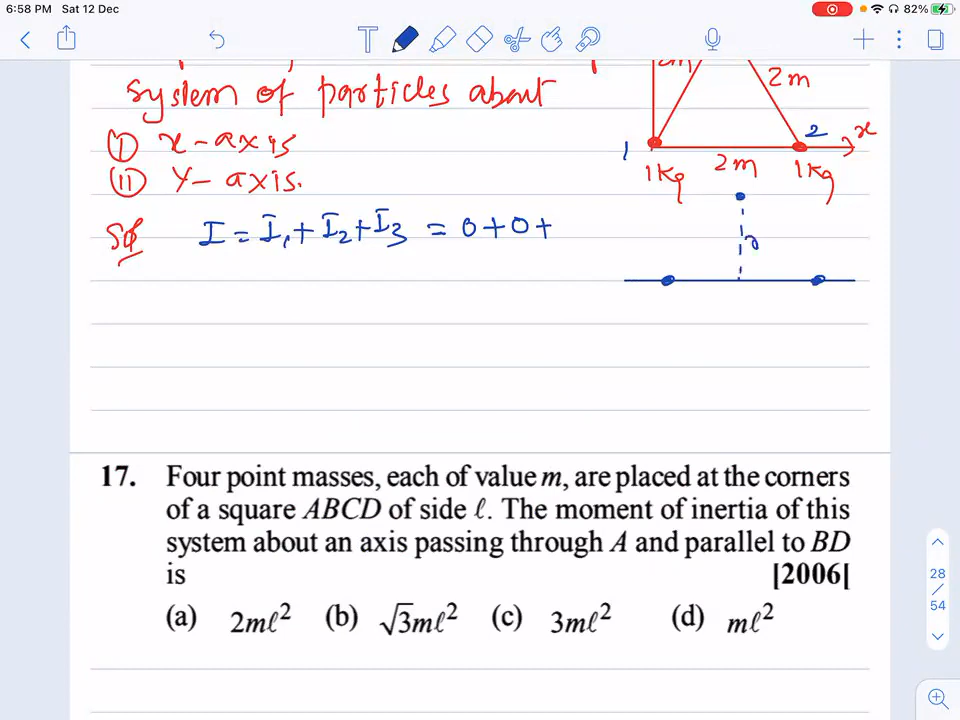 6:58 PM Sat 12 Dec 82%
system of particles about
2m
(I) x-axis
2 x
1 2m
(II) y-axis.
1kg 1kg
Sol I = I₁ + I₂ + I₃ = 0 + 0 +
17. Four point masses, each of value m, are placed at the corners
of a square ABCD of side ℓ. The moment of inertia of this
system about an axis passing through A and parallel to BD
is [2006[
(a) 2mℓ² (b) √3mℓ² (c) 3mℓ² (d) mℓ²
28
/
54